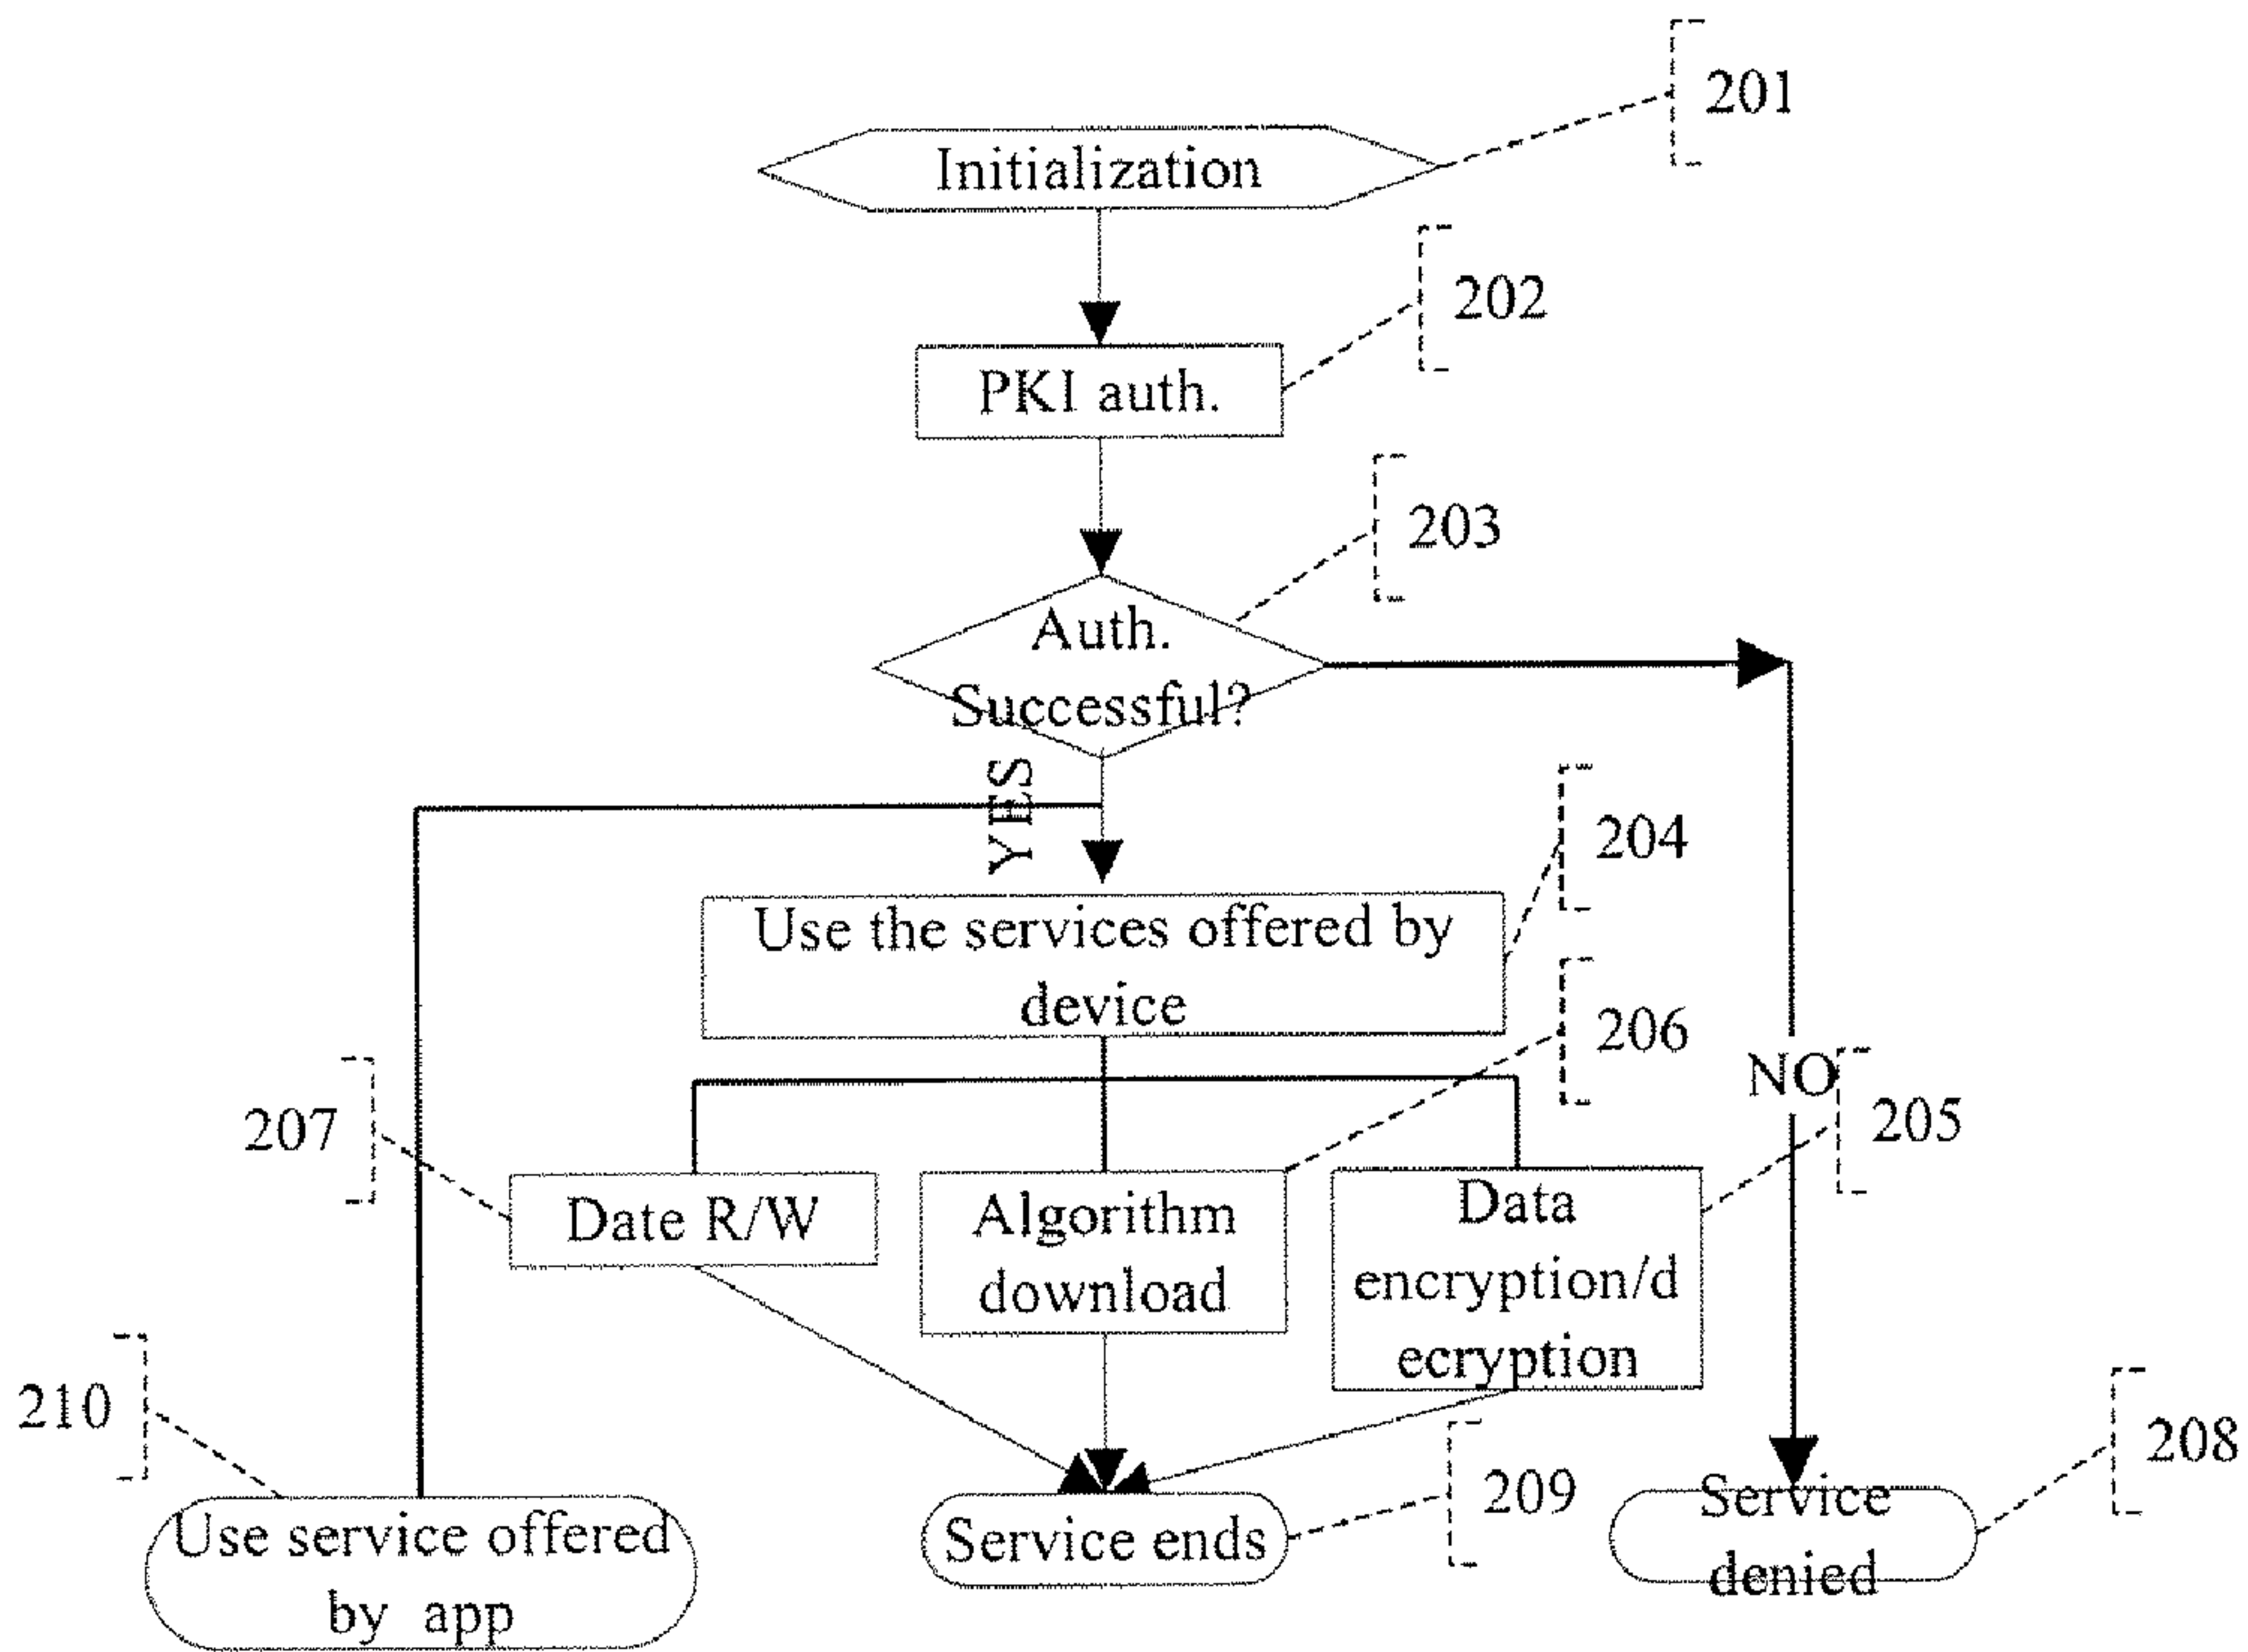 201
Initialization
202
PKI auth.
203
Auth.
Successful?
YES
204
Use the services offered by
device
206
NO
205
207
Date R/W
Algorithm
download
Data
encryption/d
ecryption
210
209
208
Use service offered
by app
Service ends
Service
denied